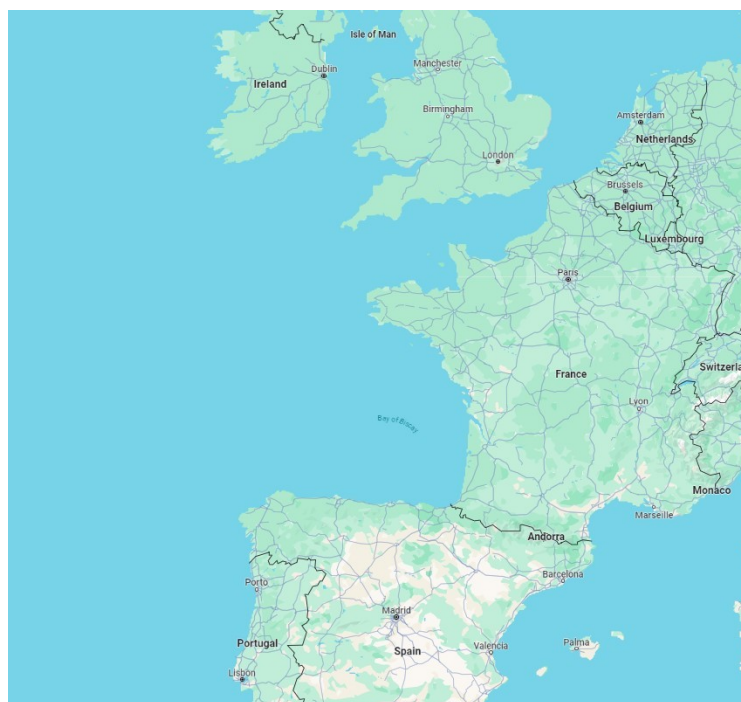 Isle of Man
Dublin
Ireland
Manchester
Birmingham
London
Amsterdam
Netherlands
Brussels
Belgium
Luxembourg
Paris
France
Switzerla
Lyon
Bay of Biscay
Monaco
Marseille
Andorra
Barcelona
Porto
Madrid
Portugal
Spain
Valencia
Palma
Lisbon